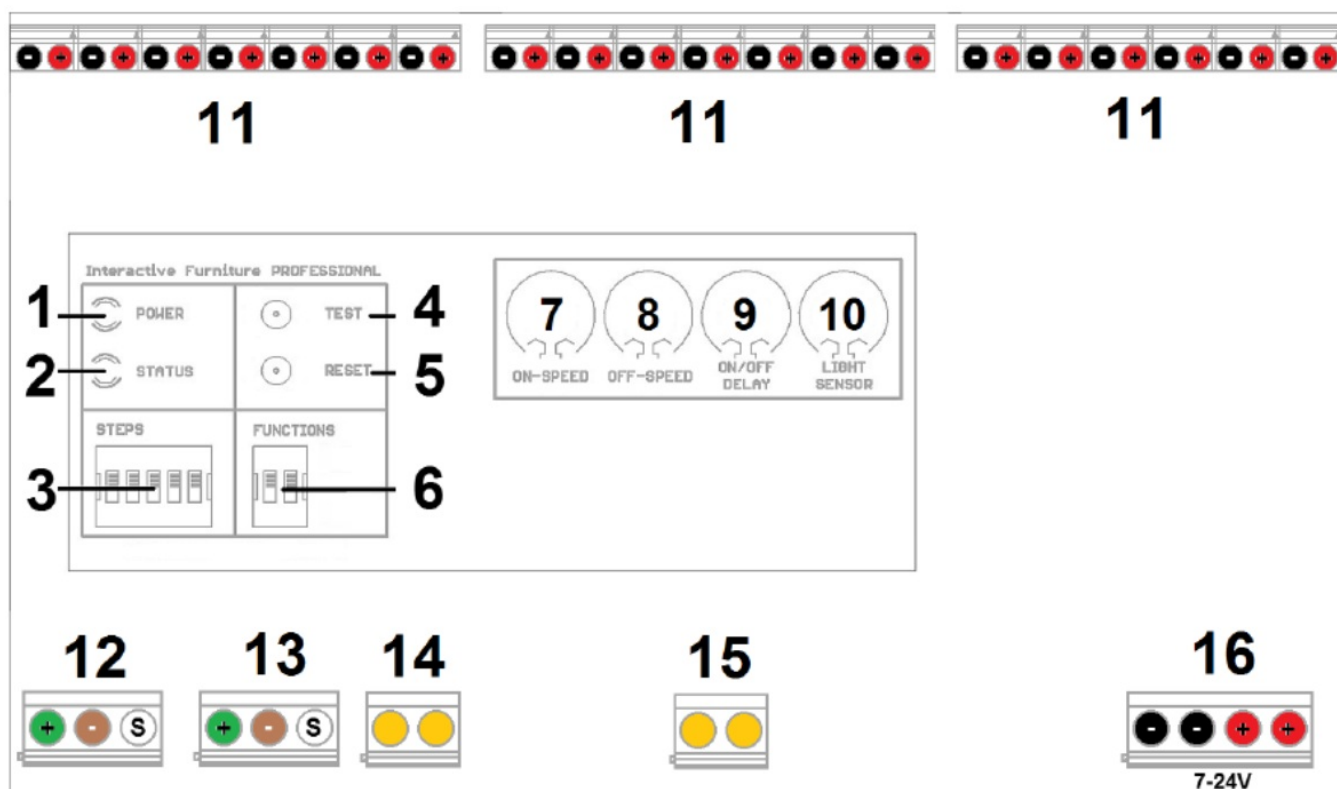 - + - + - + - + - + - + - + - + - + - + - + - + - + - + - + - + - + - + - + - +
11 11 11
Interactive Furniture PROFESSIONAL
1 POWER TEST 4
2 STATUS RESET 5
7 8 9 10
ON-SPEED OFF-SPEED ON/OFF DELAY LIGHT SENSOR
STEPS FUNCTIONS
3 6
12 13 14 15 16
+ - S + - S - - + +
7-24V